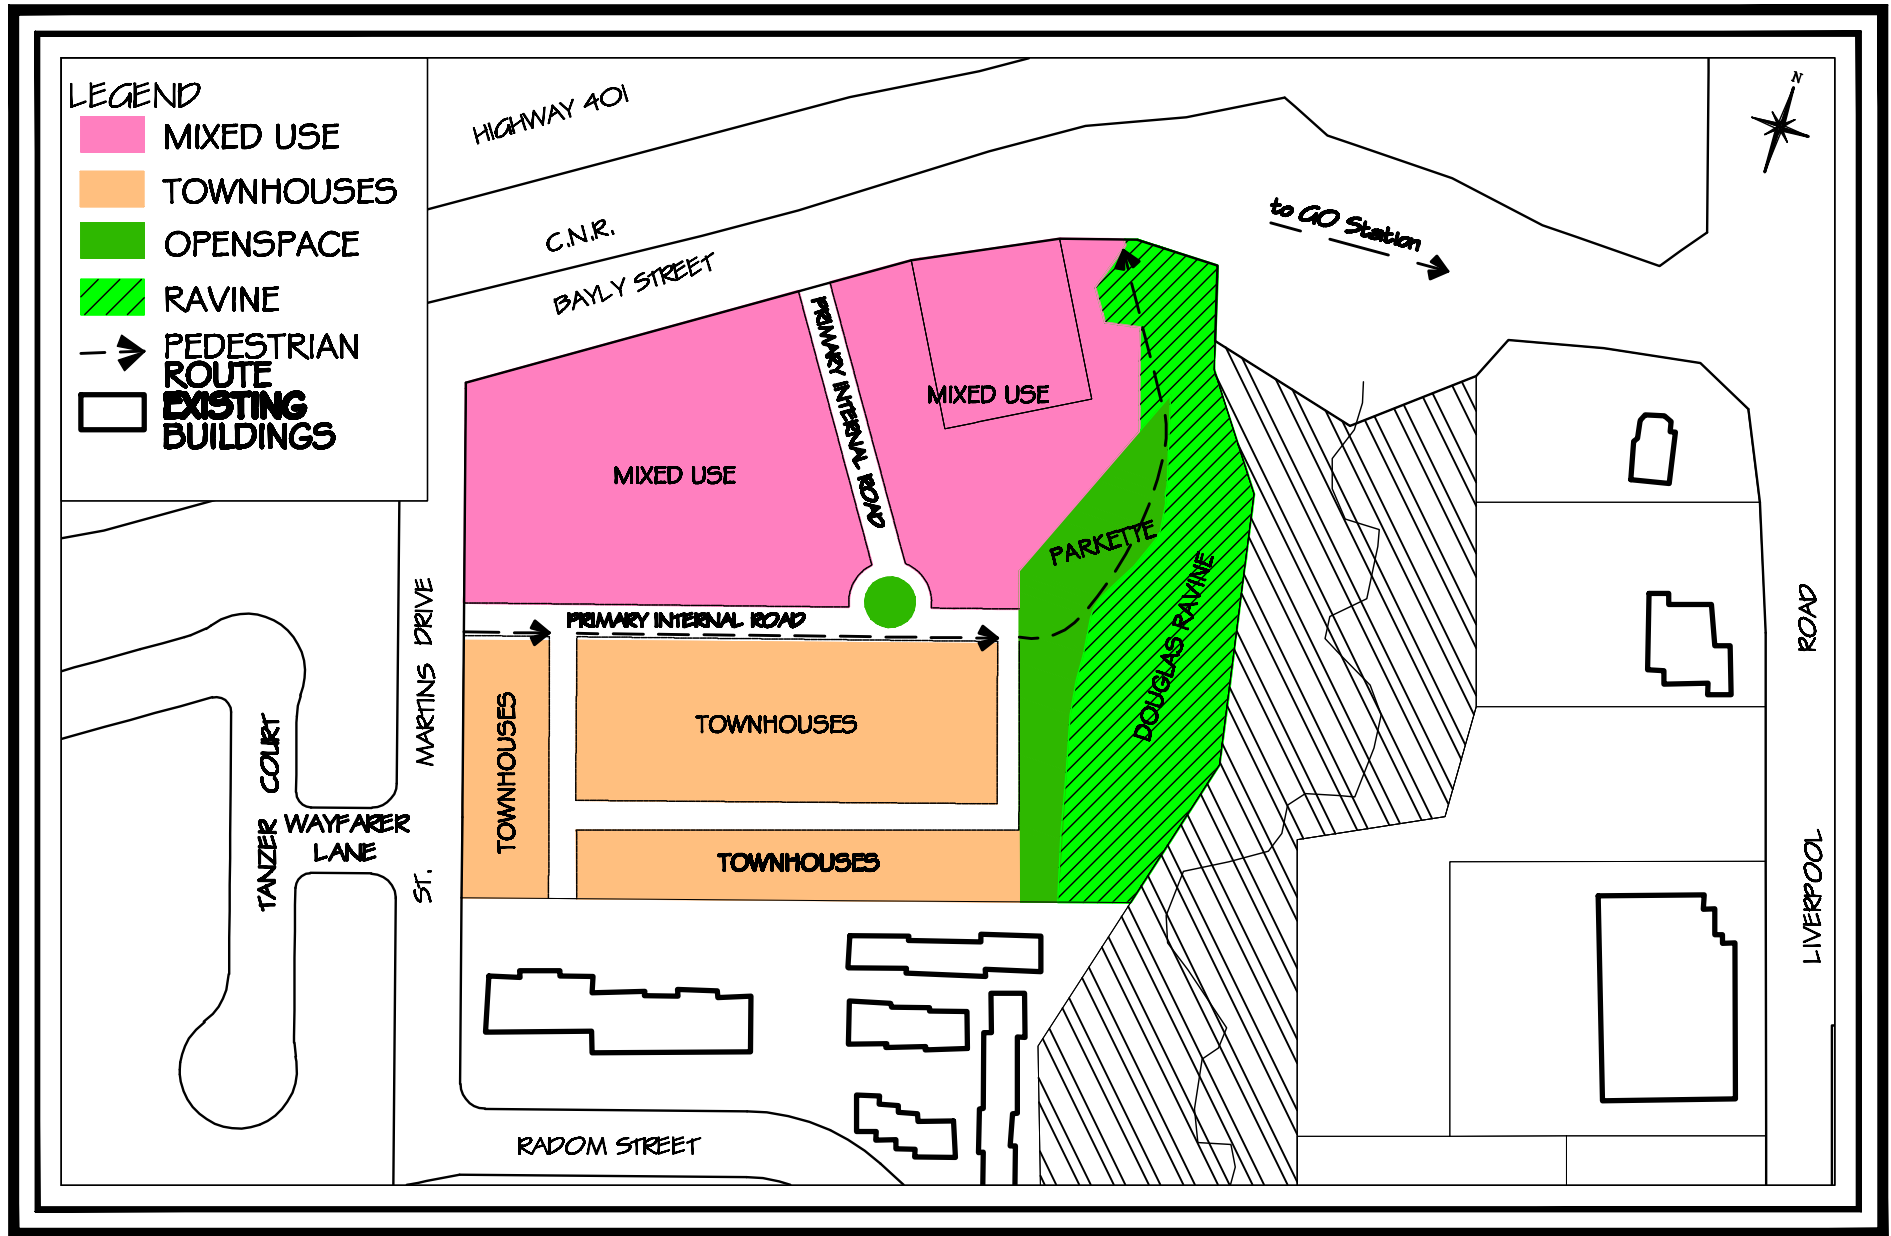 LEGEND
MIXED USE
TOWNHOUSES
OPENSPACE
RAVINE
PEDESTRIAN
ROUTE
EXISTING
BUILDINGS
HIGHWAY 401
C.N.R.
BAYLY STREET
N
to GO Station
PRIMARY INTERNAL ROAD
MIXED USE
MIXED USE
PARKETTE
DOUGLAS RAVINE
PRIMARY INTERNAL ROAD
TOWNHOUSES
TOWNHOUSES
TOWNHOUSES
ST. MARTINS DRIVE
TANZER COURT
WAYFARER
LANE
RADOM STREET
LIVERPOOL ROAD